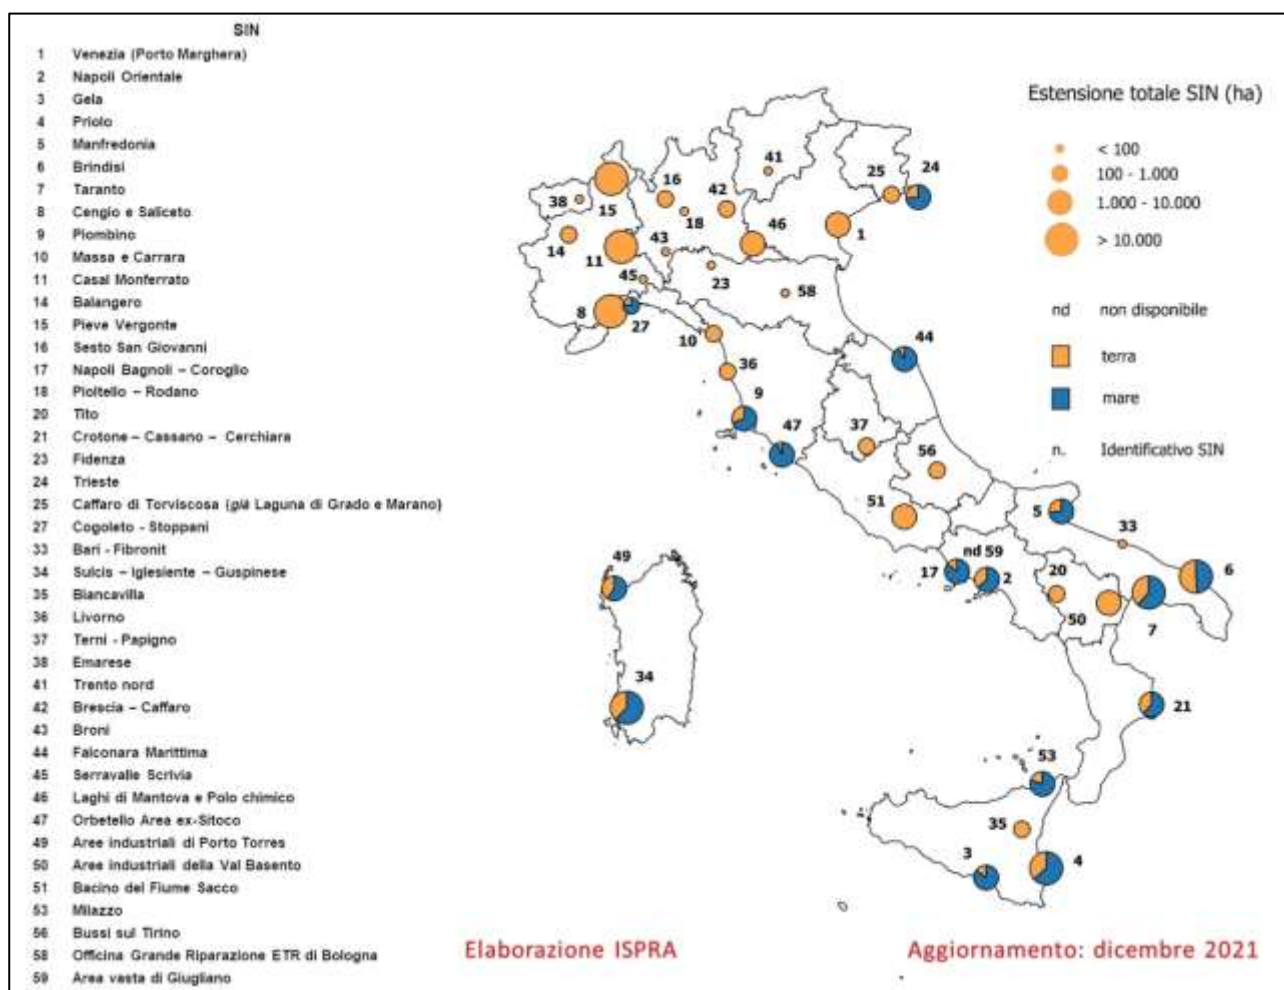 SIN
1 Venezia (Porto Marghera)
2 Napoli Orientale
3 Gela
4 Priolo
5 Manfredonia
6 Brindisi
7 Taranto
8 Cengio e Saliceto
9 Piombino
10 Massa e Carrara
11 Casal Monferrato
14 Balangero
15 Pieve Vergonte
16 Sesto San Giovanni
17 Napoli Bagnoli – Coroglio
18 Pioltello – Rodano
20 Tito
21 Crotone – Cassano – Cerchiara
23 Fidenza
24 Trieste
25 Caffaro di Torviscosa (già Laguna di Grado e Marano)
27 Cogoleto - Stoppani
33 Bari - Fibronit
34 Sulcis – Iglesiente – Guspinese
35 Biancavilla
36 Livorno
37 Terni - Papigno
38 Emarese
41 Trento nord
42 Brescia – Caffaro
43 Broni
44 Falconara Marittima
45 Serravalle Scrivia
46 Laghi di Mantova e Polo chimico
47 Orbetello Area ex-Sitoco
49 Aree industriali di Porto Torres
50 Aree industriali della Val Basento
51 Bacino del Fiume Sacco
53 Milazzo
56 Bussi sul Tirino
58 Officina Grande Riparazione ETR di Bologna
59 Area vasta di Giugliano
Estensione totale SIN (ha)
< 100
100 - 1.000
1.000 - 10.000
> 10.000
nd non disponibile
terra
mare
n. Identificativo SIN
41
24
25
16
42
38
15
18
46
1
14
43
11
45
23
58
8
27
10
44
36
9
47
37
56
51
5
33
nd 59
49
17
2
20
6
50
7
34
21
53
35
3
4
Elaborazione ISPRA
Aggiornamento: dicembre 2021